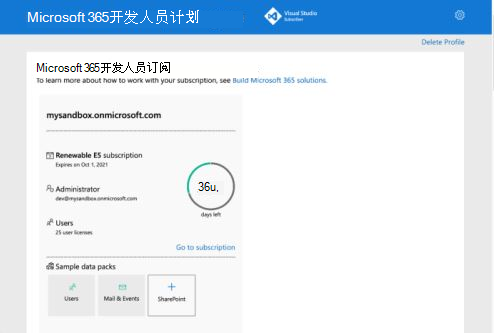 Microsoft 365开发人员计划
Visual Studio
Subscriber
Delete Profile
Microsoft 365开发人员订阅
To learn more about how to work with your subscription, see Build Microsoft 365 solutions.
mysandbox.onmicrosoft.com
Renewable E5 subscription
Expires on Oct 1, 2021
Administrator
dev@mysandbox.onmicrosoft.com
36u,
days left
Users
25 user licenses
Go to subscription
Sample data packs
Users
Mail & Events
SharePoint